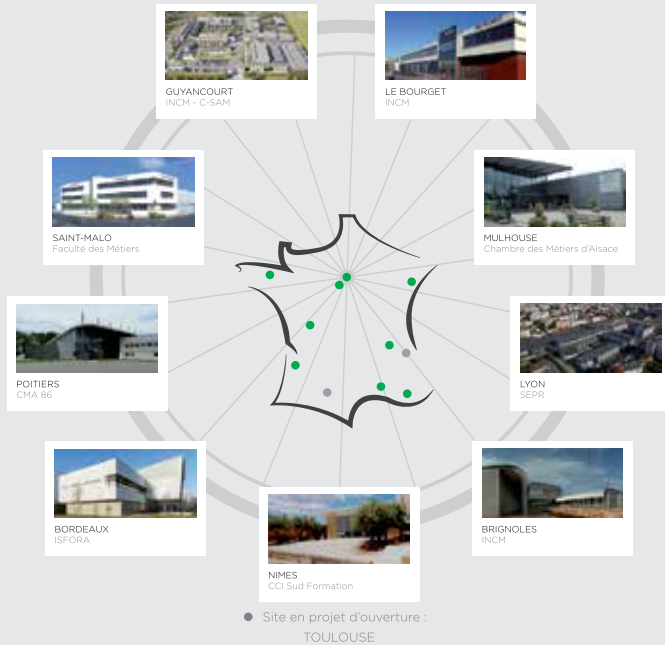 GUYANCOURT
INCM - C-SAM
LE BOURGET
INCM
SAINT-MALO
Faculté des Métiers
MULHOUSE
Chambre des Métiers d'Alsace
POITIERS
CMA 86
LYON
SEPR
BORDEAUX
ISFORA
BRIGNOLES
INCM
NIMES
CCI Sud Formation
Site en projet d'ouverture :
TOULOUSE